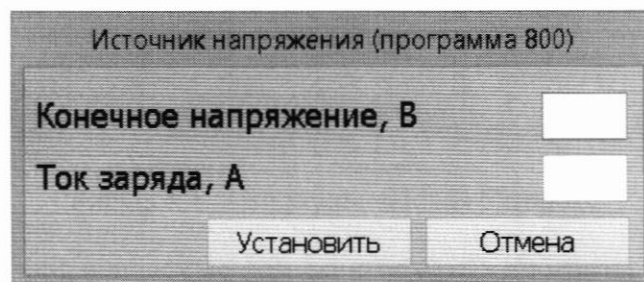 Источник напряжения (программа 800)
Конечное напряжение, В
Ток заряда, А
Установить Отмена